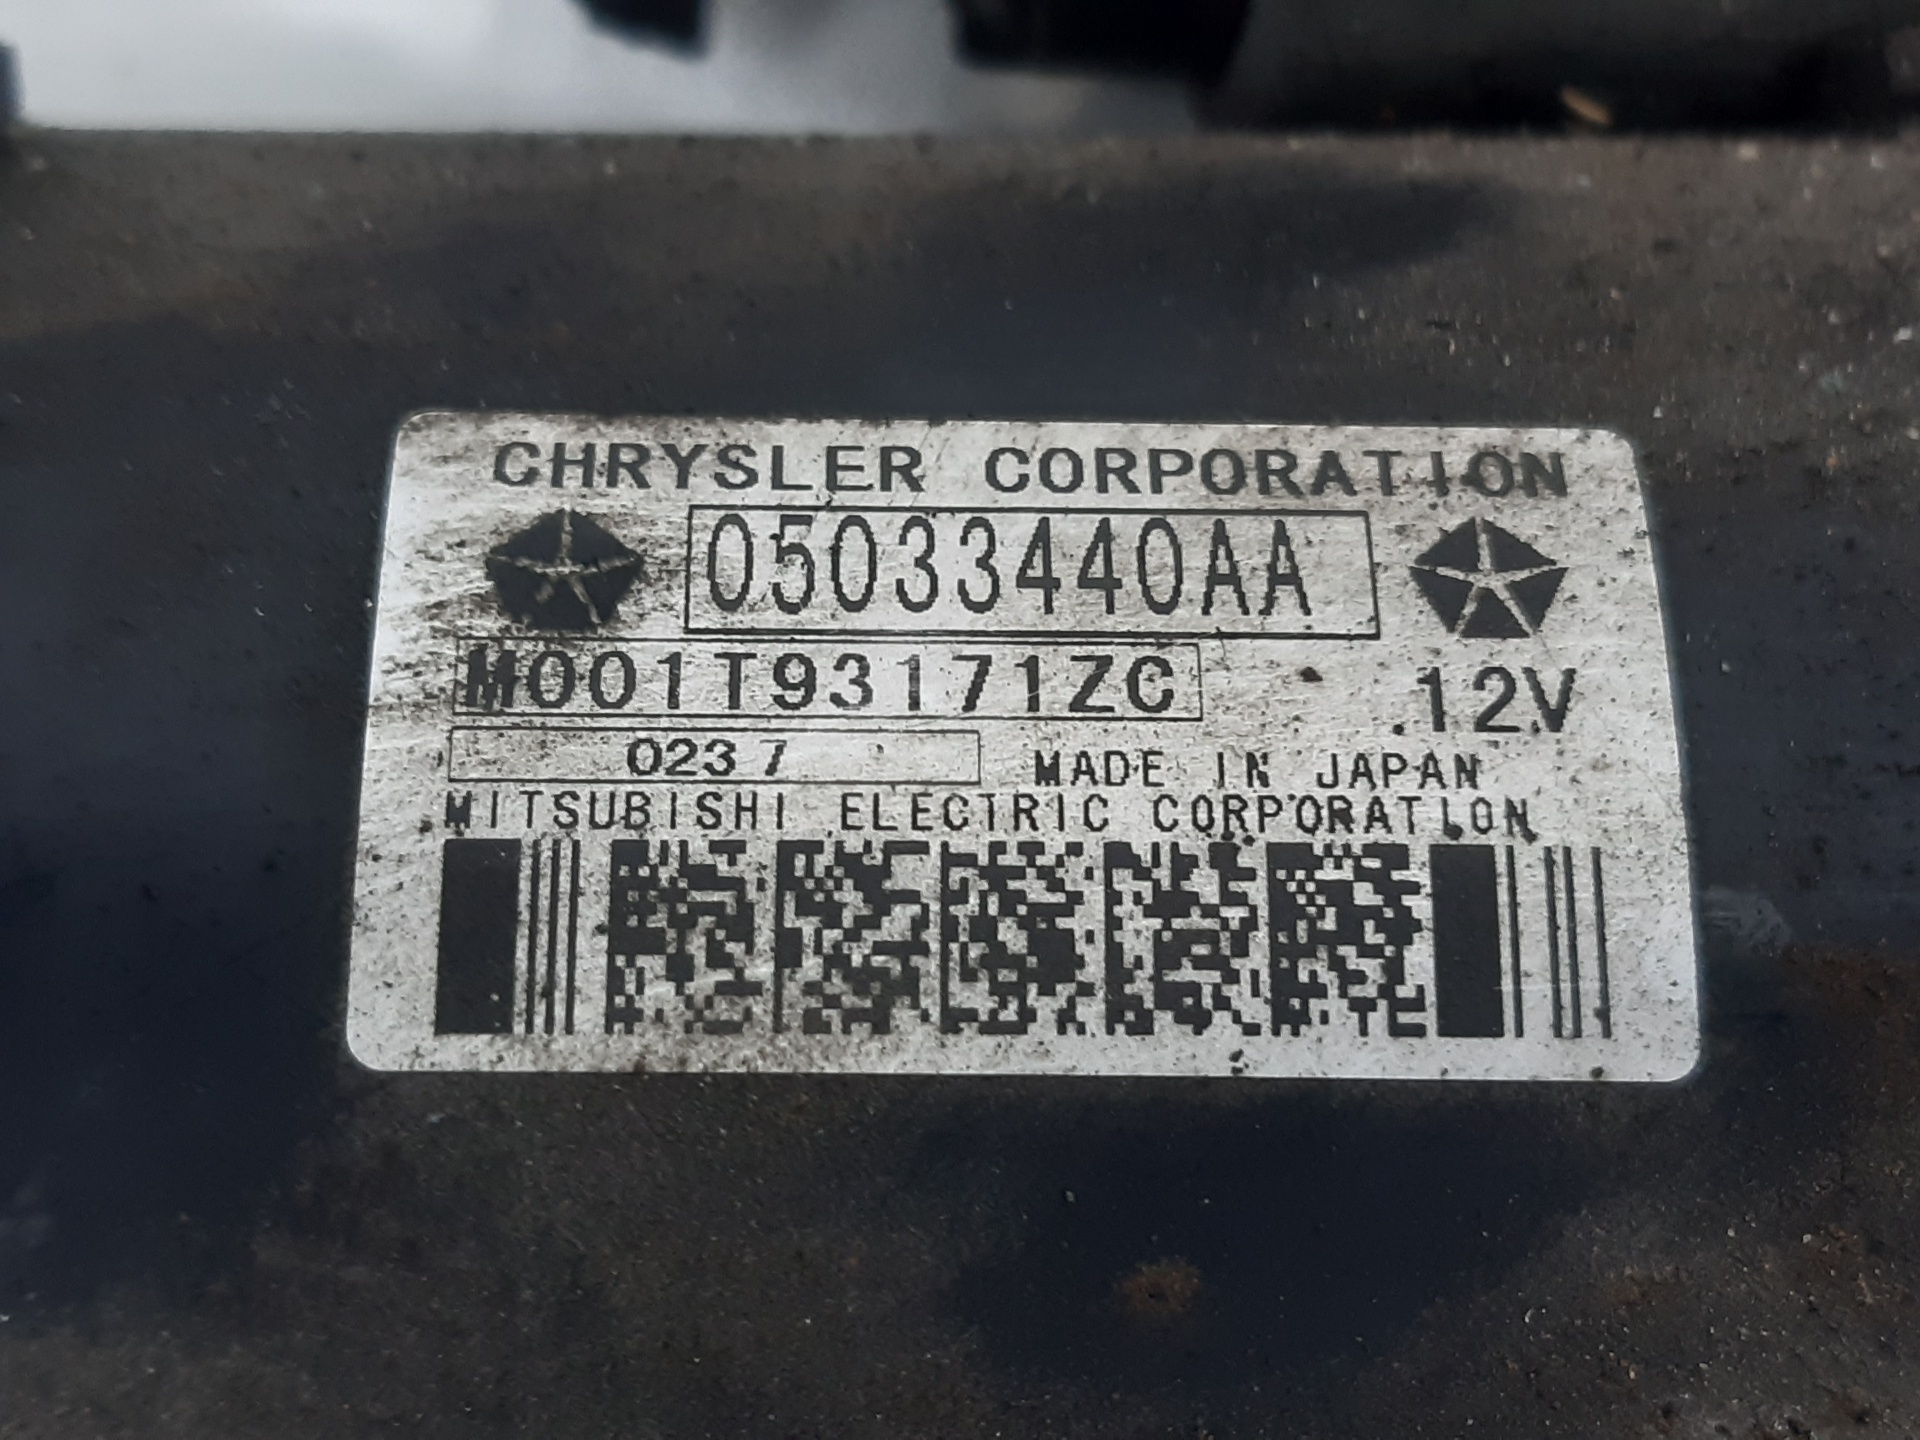 CHRYSLER CORPORATION
05033440AA
M001T93171ZC
12V
0237
MADE IN JAPAN
MITSUBISHI ELECTRIC CORPORATION